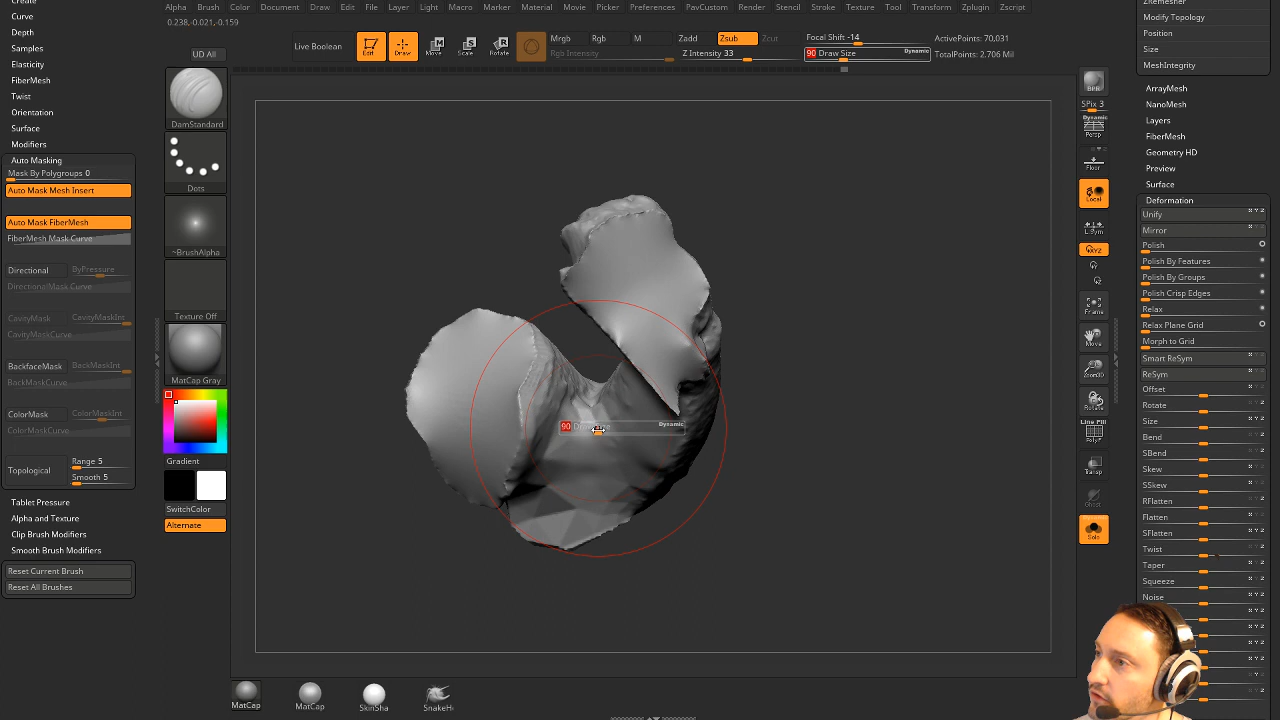 Alpha Brush Color Document Draw Edit File Layer Light Macro Marker Material Movie Picker Preferences PavCustom Render Stencil Stroke Texture Tool Transform Zplugin Zscript
0.238,-0.021,-0.159
Curve
Depth
Samples
Elasticity
FiberMesh
Twist
Orientation
Surface
Modifiers
Auto Masking
Mask By Polygroups 0
Auto Mask Mesh Insert
Auto Mask FiberMesh
FiberMesh Mask Curve
Directional ByPressure
DirectionalMask Curve
CavityMask CavityMaskInt
CavityMaskCurve
BackfaceMask BackMaskInt
BackMaskCurve
ColorMask ColorMaskInt
ColorMaskCurve
Topological Range 5
Smooth 5
Tablet Pressure
Alpha and Texture
Clip Brush Modifiers
Smooth Brush Modifiers
Reset Current Brush
Reset All Brushes
UD All
DamStandard
Dots
~BrushAlpha
Texture Off
MatCap Gray
Gradient
SwitchColor
Alternate
Live Boolean
Edit Draw Move Scale Rotate
Mrgb Rgb M
Rgb Intensity
Zadd Zsub Zcut
Z Intensity 33
Focal Shift -14
90 Draw Size Dynamic
ActivePoints: 70,031
TotalPoints: 2.706 Mil
90 Draw Size Dynamic
MatCap MatCap SkinSha SnakeHo
BPR
SPix 3
Dynamic
Persp
Floor
Local
L.Sym
XYZ
Frame
Move
Zoom3D
Rotate
Line Fill
PolyF
Transp
Ghost
Dynamic
Solo
ZRemesher
Modify Topology
Position
Size
MeshIntegrity
ArrayMesh
NanoMesh
Layers
FiberMesh
Geometry HD
Preview
Surface
Deformation
Unify
Mirror
Polish
Polish By Features
Polish By Groups
Polish Crisp Edges
Relax
Relax Plane Grid
Morph to Grid
Smart ReSym
ReSym
Offset
Rotate
Size
Bend
SBend
Skew
SSkew
RFlatten
Flatten
SFlatten
Twist
Taper
Squeeze
Noise